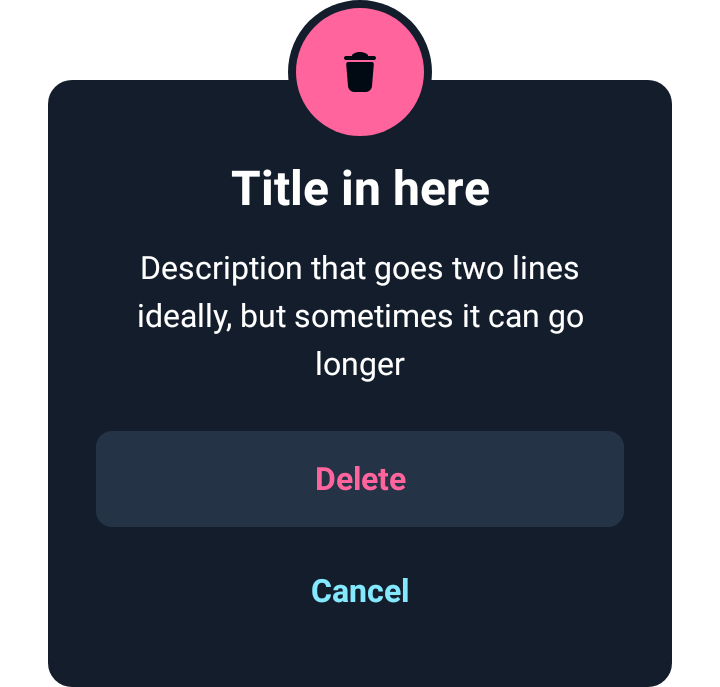 Title in here
Description that goes two lines
ideally, but sometimes it can go
longer
Delete
Cancel